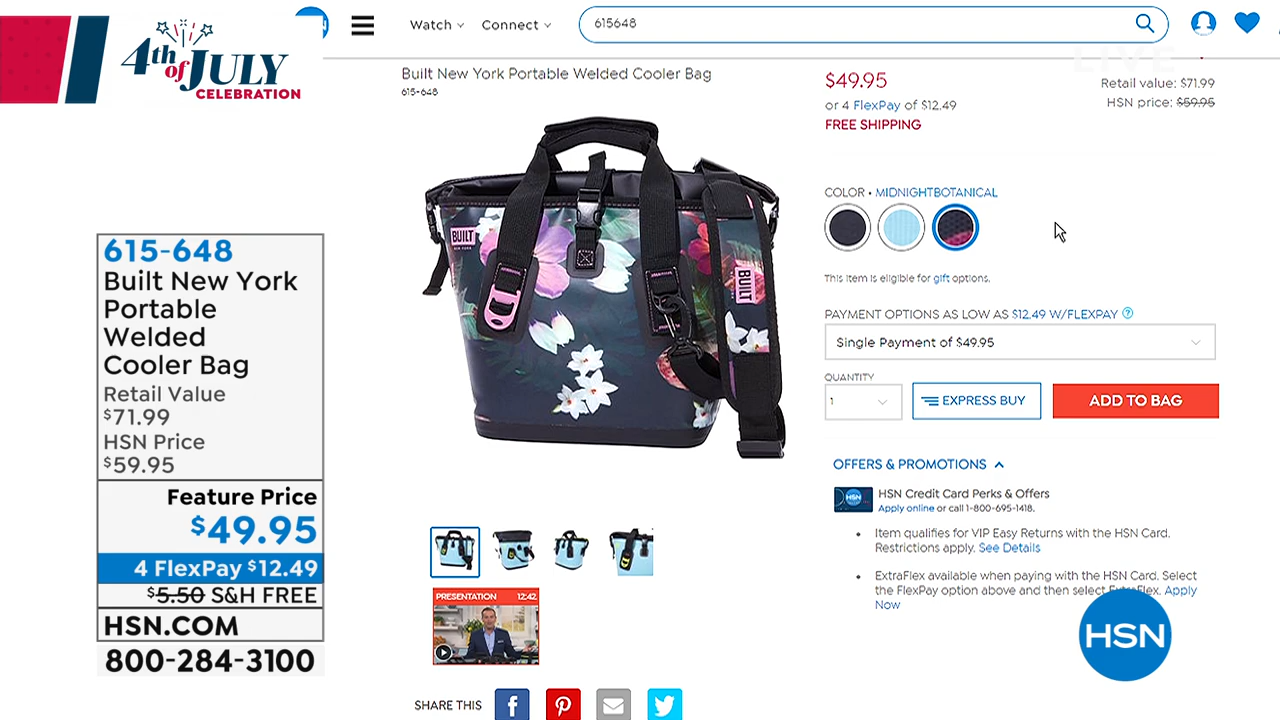 4th
of JULY
CELEBRATION
Watch
Connect
615648
LIVE
Built New York Portable Welded Cooler Bag
615-648
$49.95
or 4 FlexPay of $12.49
FREE SHIPPING
Retail value: $71.99
HSN price: $59.95
COLOR • MIDNIGHTBOTANICAL
BUILT
NEW YORK
BUILT
This item is eligible for gift options.
PAYMENT OPTIONS AS LOW AS $12.49 W/FLEXPAY ?
Single Payment of $49.95
QUANTITY
1
EXPRESS BUY
ADD TO BAG
OFFERS & PROMOTIONS
HSN
HSN Credit Card Perks & Offers
Apply online or call 1-800-695-1418.
• Item qualifies for VIP Easy Returns with the HSN Card.
Restrictions apply. See Details
• ExtraFlex available when paying with the HSN Card. Select
the FlexPay option above and then select ExtraFlex. Apply
Now
HSN
615-648
Built New York
Portable
Welded
Cooler Bag
Retail Value
$71.99
HSN Price
$59.95
Feature Price
$49.95
4 FlexPay $12.49
$5.50 S&H FREE
HSN.COM
800-284-3100
PRESENTATION 12:42
SHARE THIS